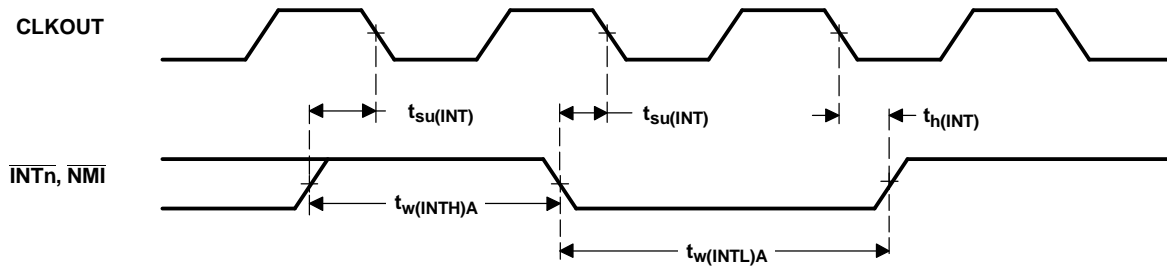 CLKOUT
tsu(INT)
tsu(INT)
th(INT)
INTn, NMI
tw(INTH)A
tw(INTL)A